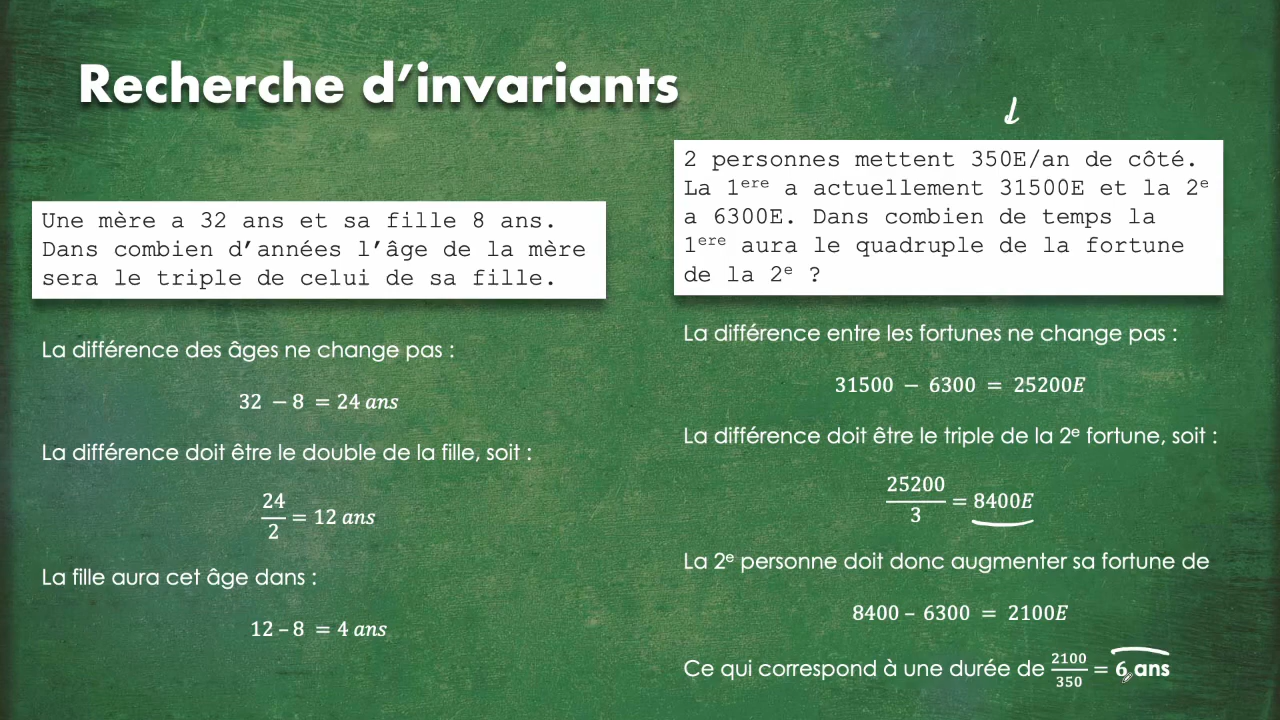 Recherche d’invariants
Une mère a 32 ans et sa fille 8 ans.
Dans combien d’années l’âge de la mère
sera le triple de celui de sa fille.
La différence des âges ne change pas :
32 − 8 = 24 ans
La différence doit être le double de la fille, soit :
24/2 = 12 ans
La fille aura cet âge dans :
12 – 8 = 4 ans
2 personnes mettent 350E/an de côté.
La 1ere a actuellement 31500E et la 2e
a 6300E. Dans combien de temps la
1ere aura le quadruple de la fortune
de la 2e ?
La différence entre les fortunes ne change pas :
31500 − 6300 = 25200E
La différence doit être le triple de la 2e fortune, soit :
25200/3 = 8400E
La 2e personne doit donc augmenter sa fortune de
8400 – 6300 = 2100E
Ce qui correspond à une durée de 2100/350 = 6 ans